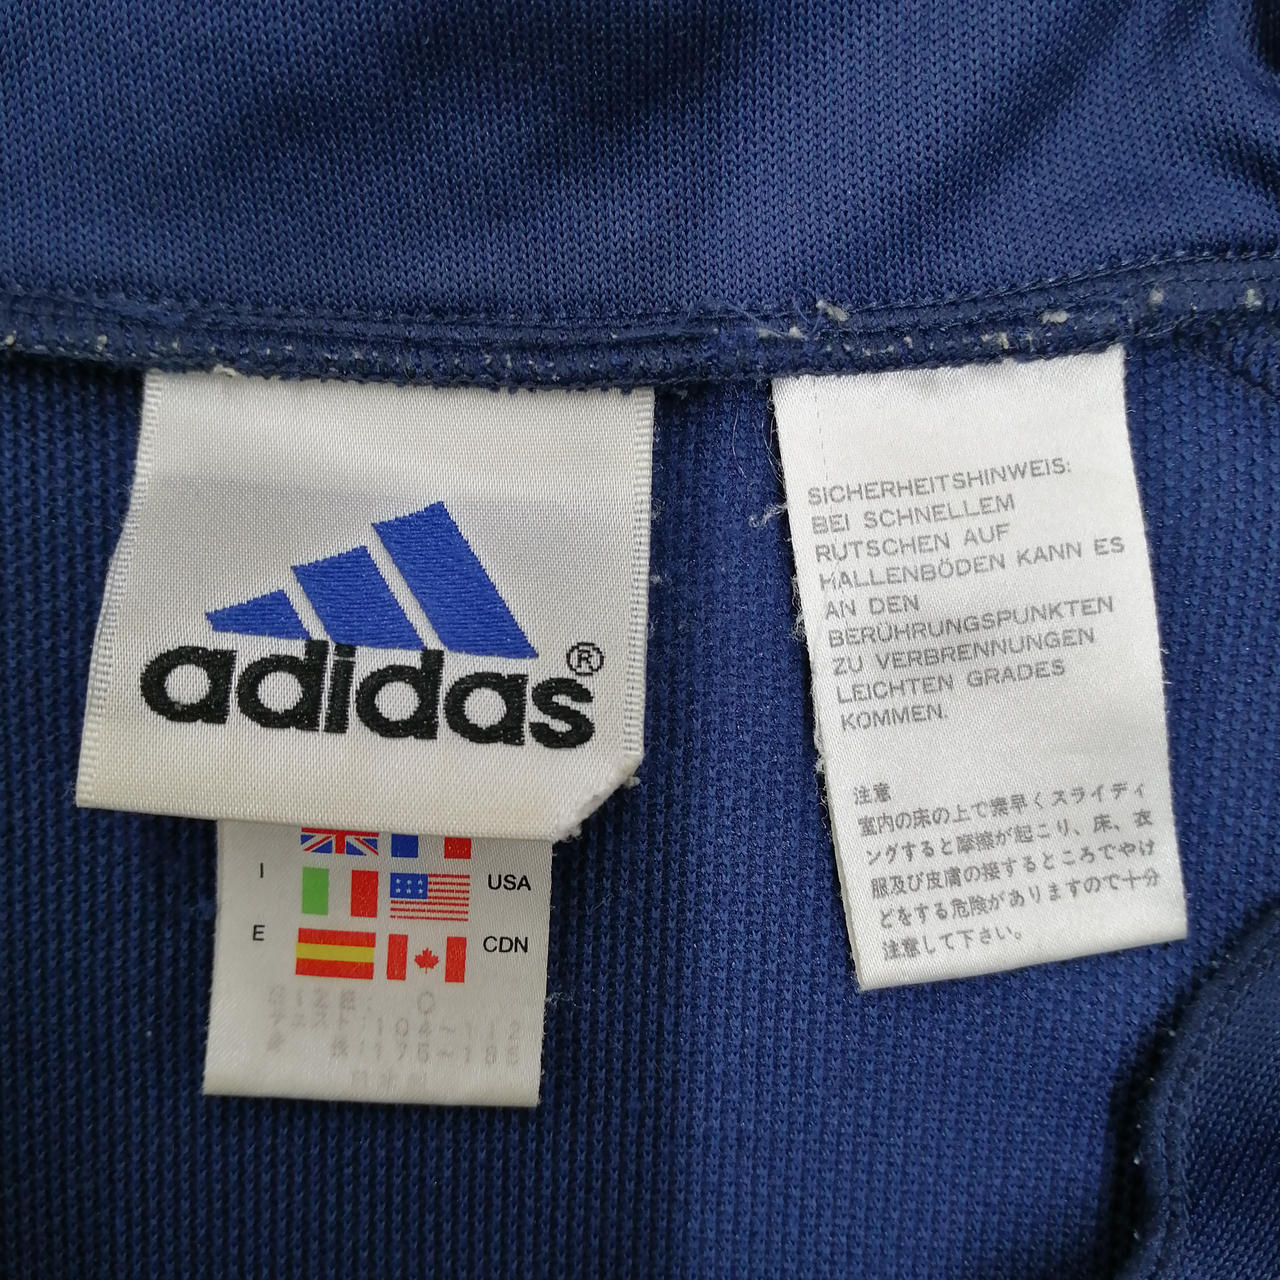 adidas®
I
USA
E
CDN
SICHERHEITSHINWEIS:
BEI SCHNELLEM
RUTSCHEN AUF
HALLENBÖDEN KANN ES
AN DEN
BERÜHRUNGSPUNKTEN
ZU VERBRENNUNGEN
LEICHTEN GRADES
KOMMEN.
注意
室内の床の上で素早くスライディ
ングすると摩擦が起こり、床、衣
服及び皮膚の接するところでやけ
どをする危険がありますので十分
注意して下さい。